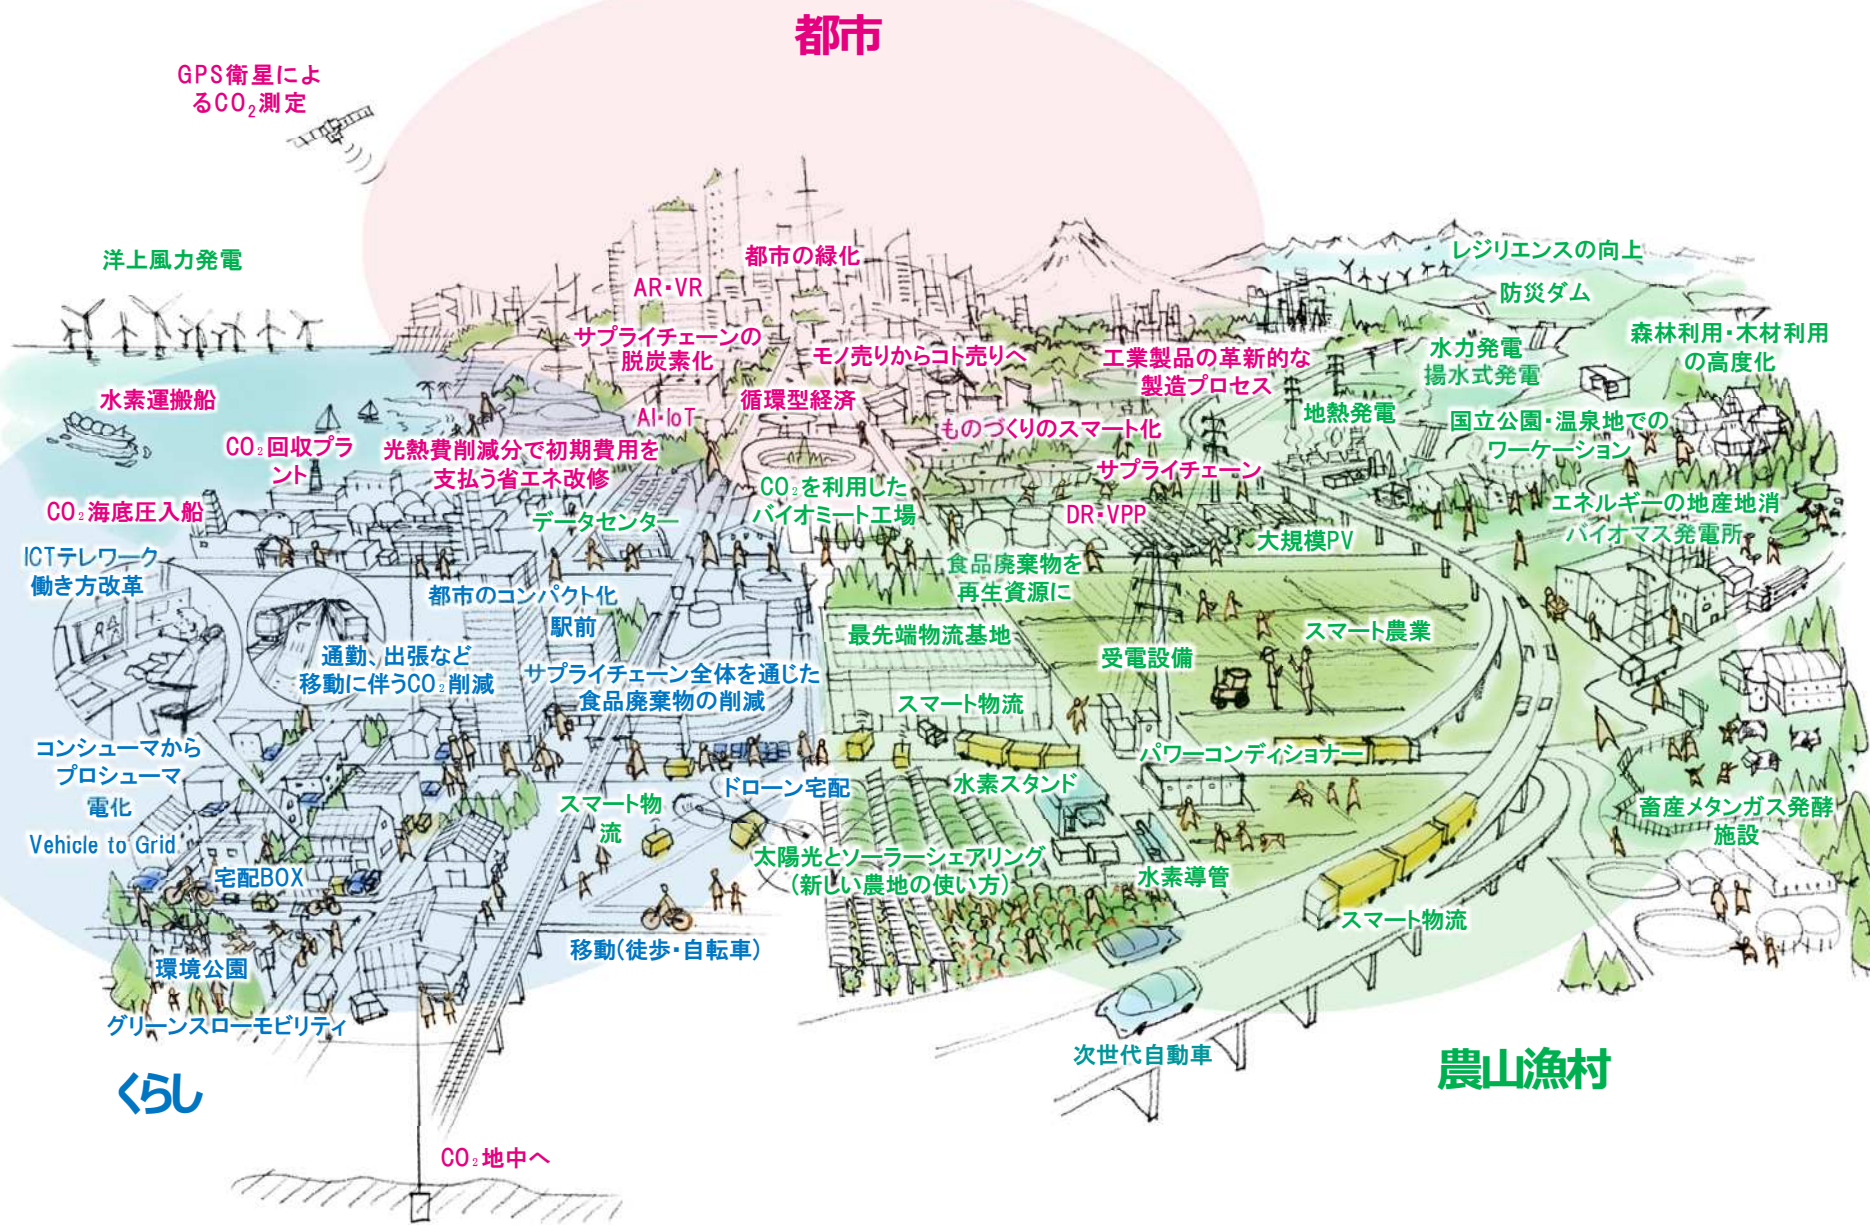 都市
GPS衛星によ
るCO₂測定
洋上風力発電
都市の緑化
レジリエンスの向上
AR・VR
防災ダム
サプライチェーンの
脱炭素化
モノ売りからコト売りへ
工業製品の革新的な
製造プロセス
水力発電
揚水式発電
森林利用・木材利用
の高度化
水素運搬船
AI・IoT
循環型経済
地熱発電
国立公園・温泉地での
ワーケーション
CO₂回収プラ
ント
光熱費削減分で初期費用を
支払う省エネ改修
ものづくりのスマート化
サプライチェーン
CO₂海底圧入船
データセンター
CO₂を利用した
バイオミート工場
DR・VPP
大規模PV
エネルギーの地産地消
バイオマス発電所
ICTテレワーク
働き方改革
都市のコンパクト化
駅前
食品廃棄物を
再生資源に
最先端物流基地
受電設備
スマート農業
通勤、出張など
移動に伴うCO₂削減
サプライチェーン全体を通じた
食品廃棄物の削減
スマート物流
コンシューマから
プロシューマ
電化
Vehicle to Grid
宅配BOX
スマート物
流
ドローン宅配
水素スタンド
パワーコンディショナー
畜産メタンガス発酵
施設
太陽光とソーラーシェアリング
(新しい農地の使い方)
水素導管
スマート物流
環境公園
移動(徒歩・自転車)
グリーンスローモビリティ
次世代自動車
くらし
農山漁村
CO₂地中へ